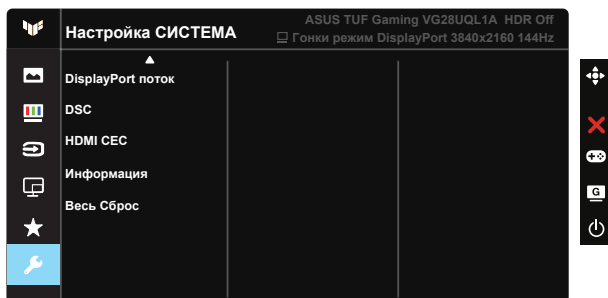 ASUS TUF Gaming VG28UQL1A HDR Off
Настройка СИСТЕМА
Гонки режим DisplayPort 3840x2160 144Hz
DisplayPort поток
DSC
HDMI CEC
Информация
Весь Сброс
G